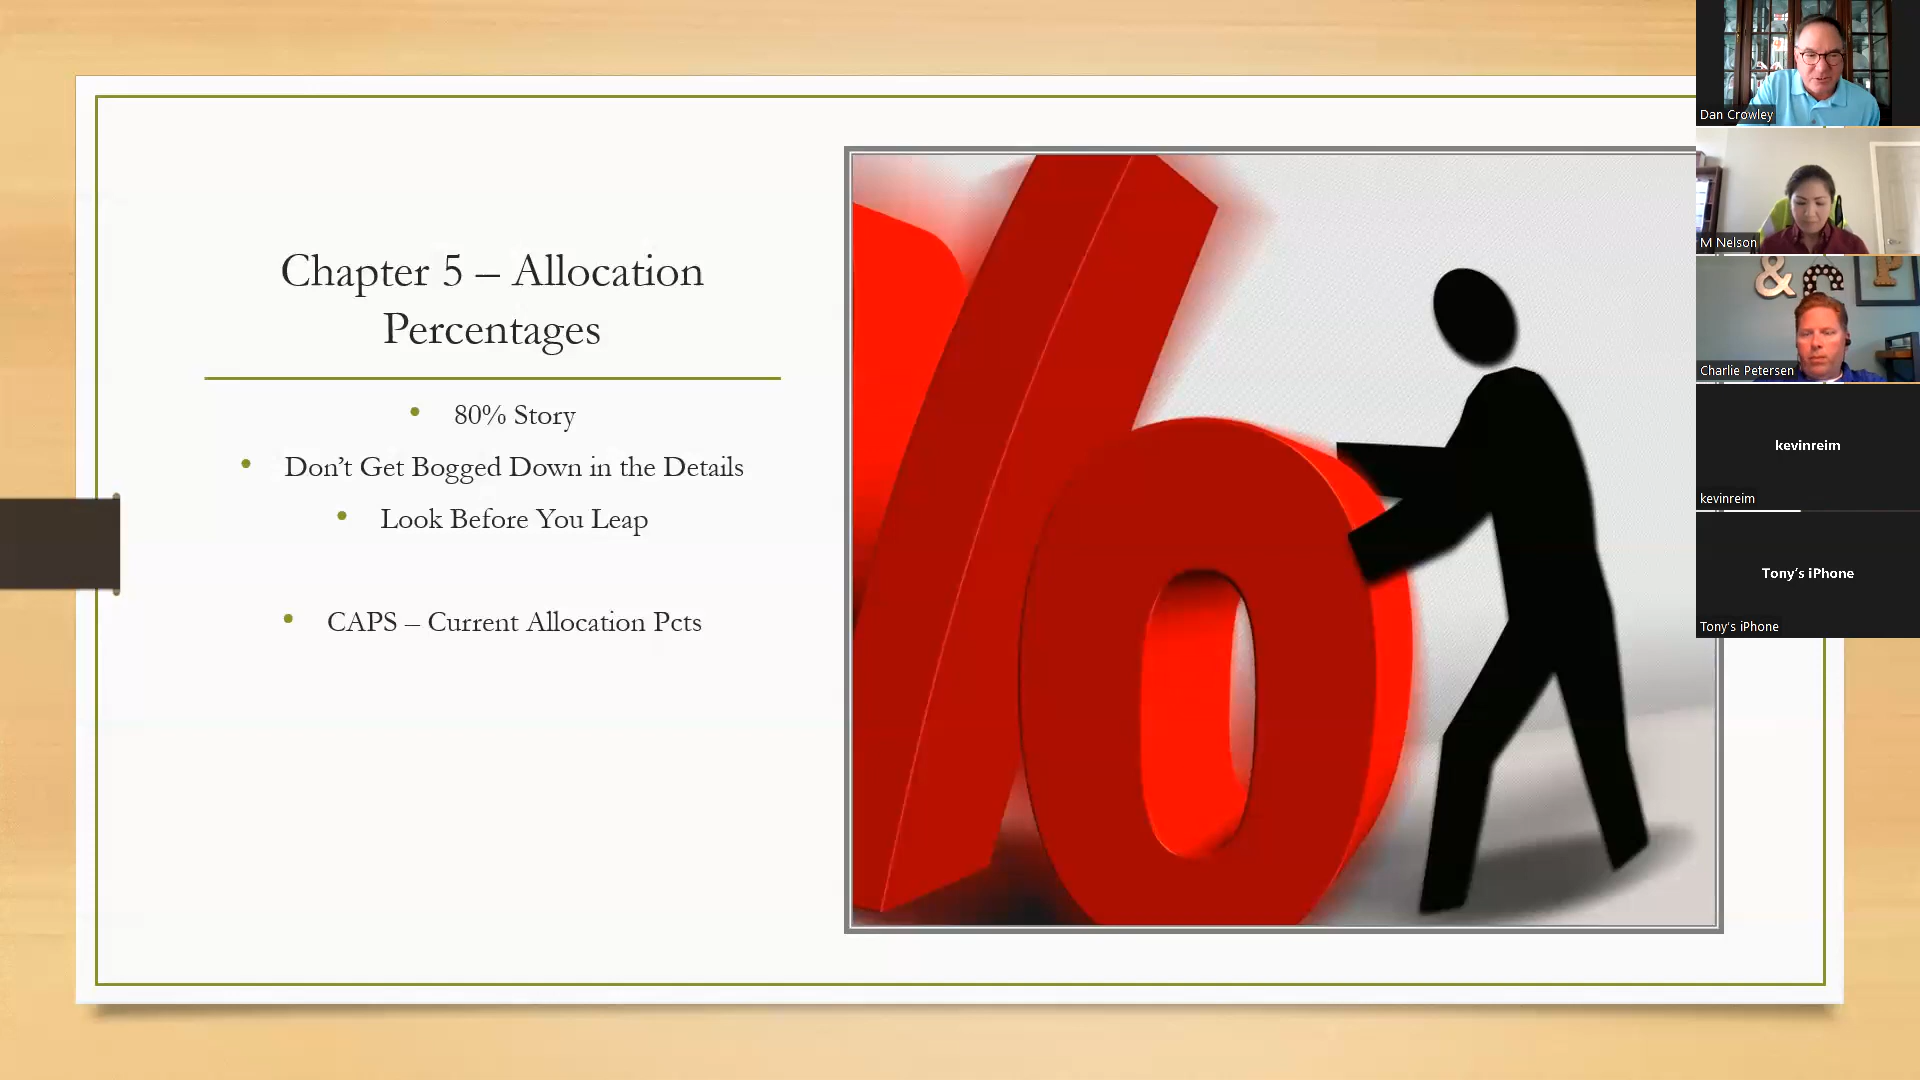 Chapter 5 – Allocation
Percentages
• 80% Story
• Don’t Get Bogged Down in the Details
• Look Before You Leap
• CAPS – Current Allocation Pcts
%
Dan Crowley
M Nelson
& C P
Charlie Petersen
kevinreim
kevinreim
Tony’s iPhone
Tony's iPhone